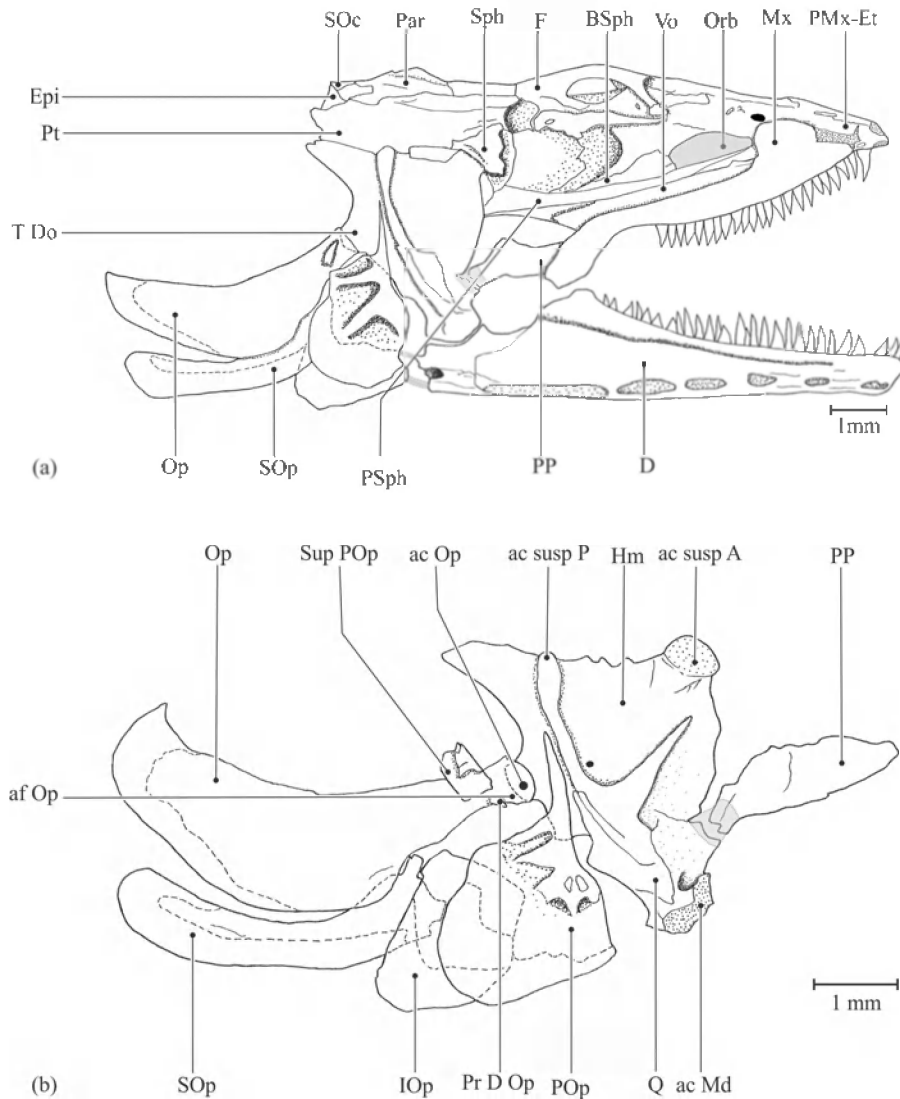 SOc Par Sph F BSph Vo Orb Mx PMx-Et
Epi
Pt
T Do
1mm
Op SOp PSph PP D
(a)
Op Sup POp ac Op ac susp P Hm ac susp A PP
af Op
1 mm
SOp IOp Pr D Op POp Q ac Md
(b)